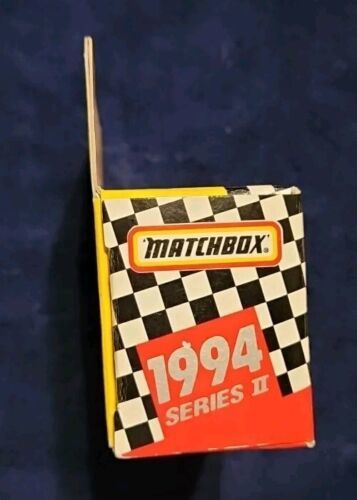 "MATCHBOX"®
1994
SERIES II